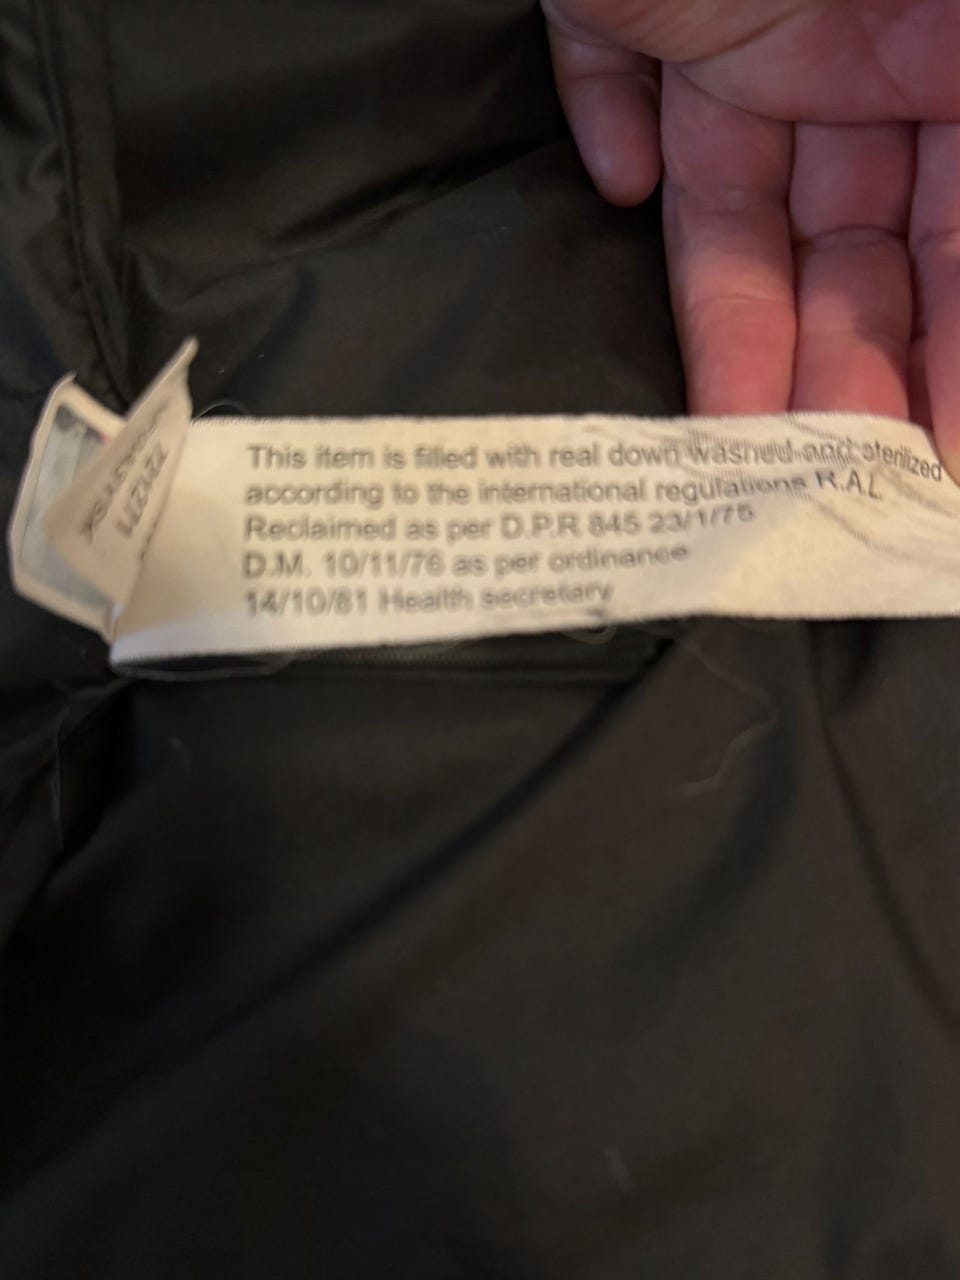 This item is filled with real down washed and sterilized
according to the international regulations R.A.L.
Reclaimed as per D.P.R 845 23/1/75
D.M. 10/11/76 as per ordinance
14/10/81 Health secretary